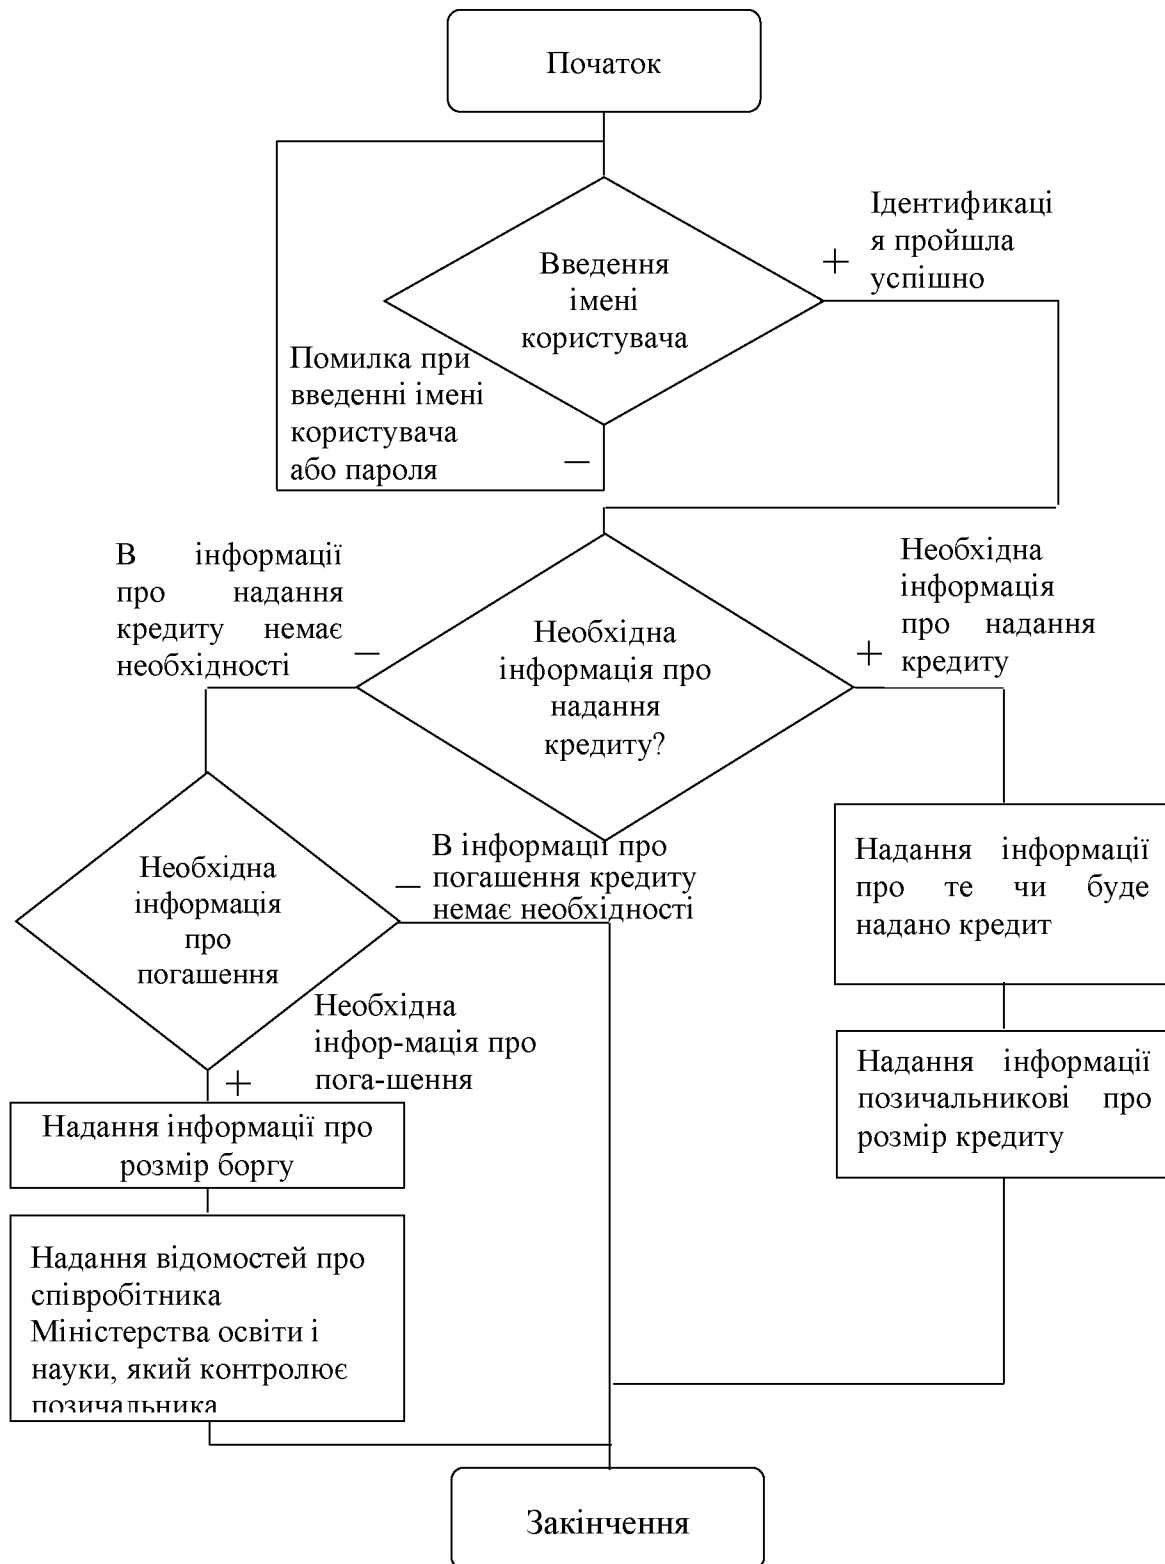 Початок
Ідентифікаці
я пройшла
успішно
+
Введення
імені
користувача
Помилка при
введенні імені
користувача
або пароля
–
В інформації
про надання
кредиту немає
необхідності
–
Необхідна
інформація про
надання
кредиту?
+
Необхідна
інформація
про надання
кредиту
Необхідна
інформація
про
погашення
–
В інформації про
погашення кредиту
немає необхідності
Надання інформації
про те чи буде
надано кредит
Необхідна
інфор-мація про
пога-шення
+
Надання інформації
позичальникові про
розмір кредиту
Надання інформації про
розмір боргу
Надання відомостей про
співробітника
Міністерства освіти і
науки, який контролює
позичальника
Закінчення